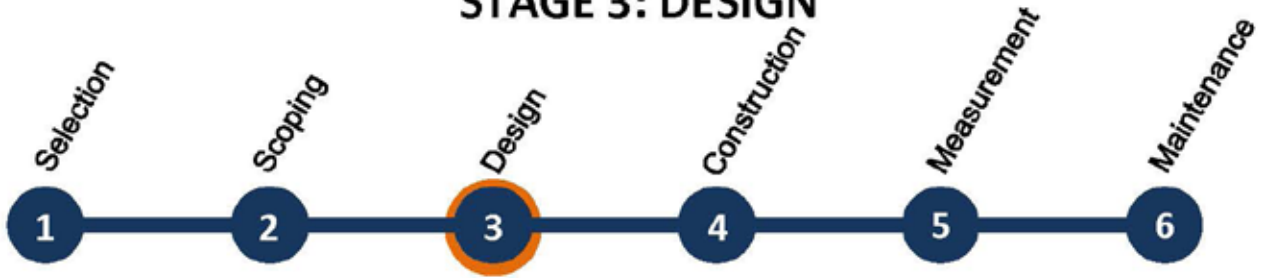 STAGE 3: DESIGN
Selection
Scoping
Design
Construction
Measurement
Maintenance
1
2
3
4
5
6